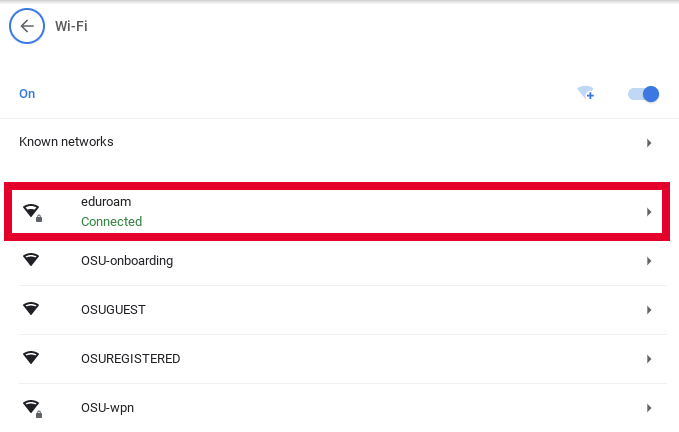 Wi-Fi
On
Known networks
eduroam
Connected
OSU-onboarding
OSUGUEST
OSUREGISTERED
OSU-wpn